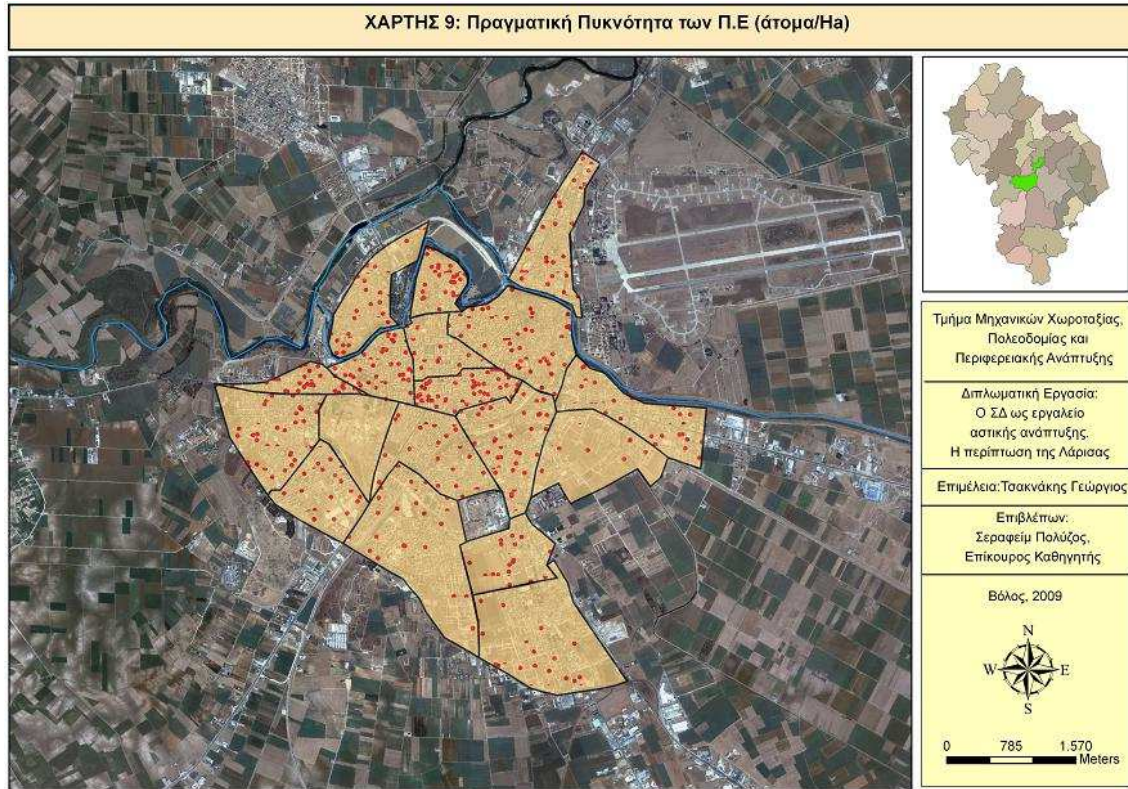 ΧΑΡΤΗΣ 9: Πραγματική Πυκνότητα των Π.Ε (άτομα/Ha)
Τμήμα Μηχανικών Χωροταξίας,
Πολεοδομίας και
Περιφερειακής Ανάπτυξης
Διπλωματική Εργασία:
Ο ΣΔ ως εργαλείο
αστικής ανάπτυξης.
Η περίπτωση της Λάρισας
Επιμέλεια:Τσακνάκης Γεώργιος
Επιβλέπων:
Σεραφείμ Πολύζος,
Επίκουρος Καθηγητής
Βόλος, 2009
N
W E
S
0 785 1.570
Meters